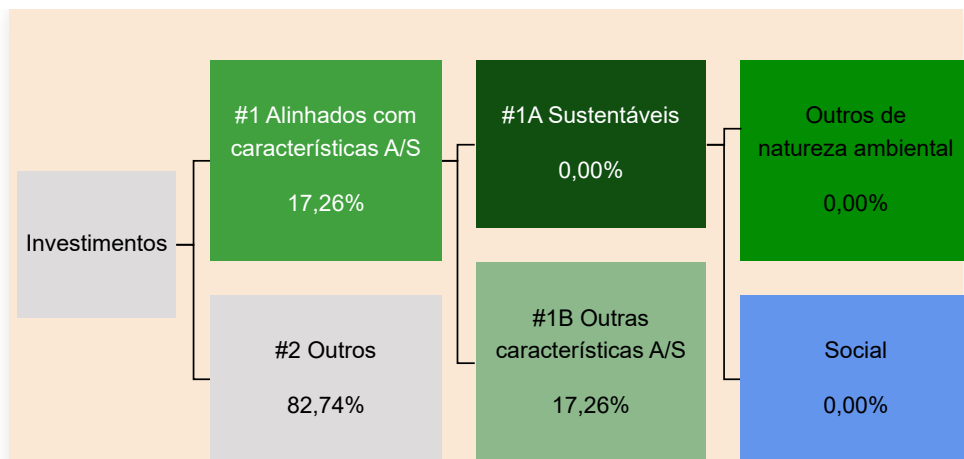 Investimentos
#1 Alinhados com
características A/S
17,26%
#2 Outros
82,74%
#1A Sustentáveis
0,00%
#1B Outras
características A/S
17,26%
Outros de
natureza ambiental
0,00%
Social
0,00%